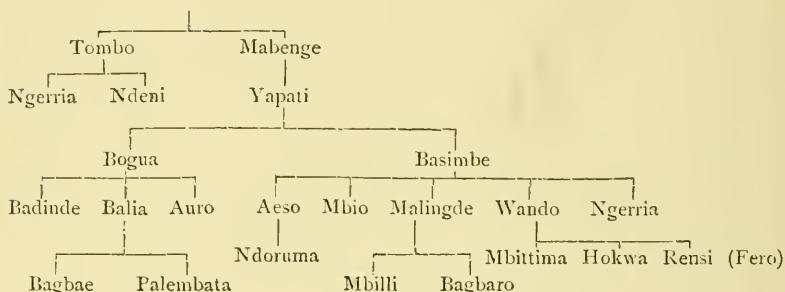 Tombo Mabenge
Ngerria Ndeni Yapati
Bogua Basimbe
Badinde Balia Auro Aeso Mbio Malingde Wando Ngerria
Ndoruma Mbittima Hokwa Rensi (Fero)
Bagbae Palembata Mbilli Bagbaro